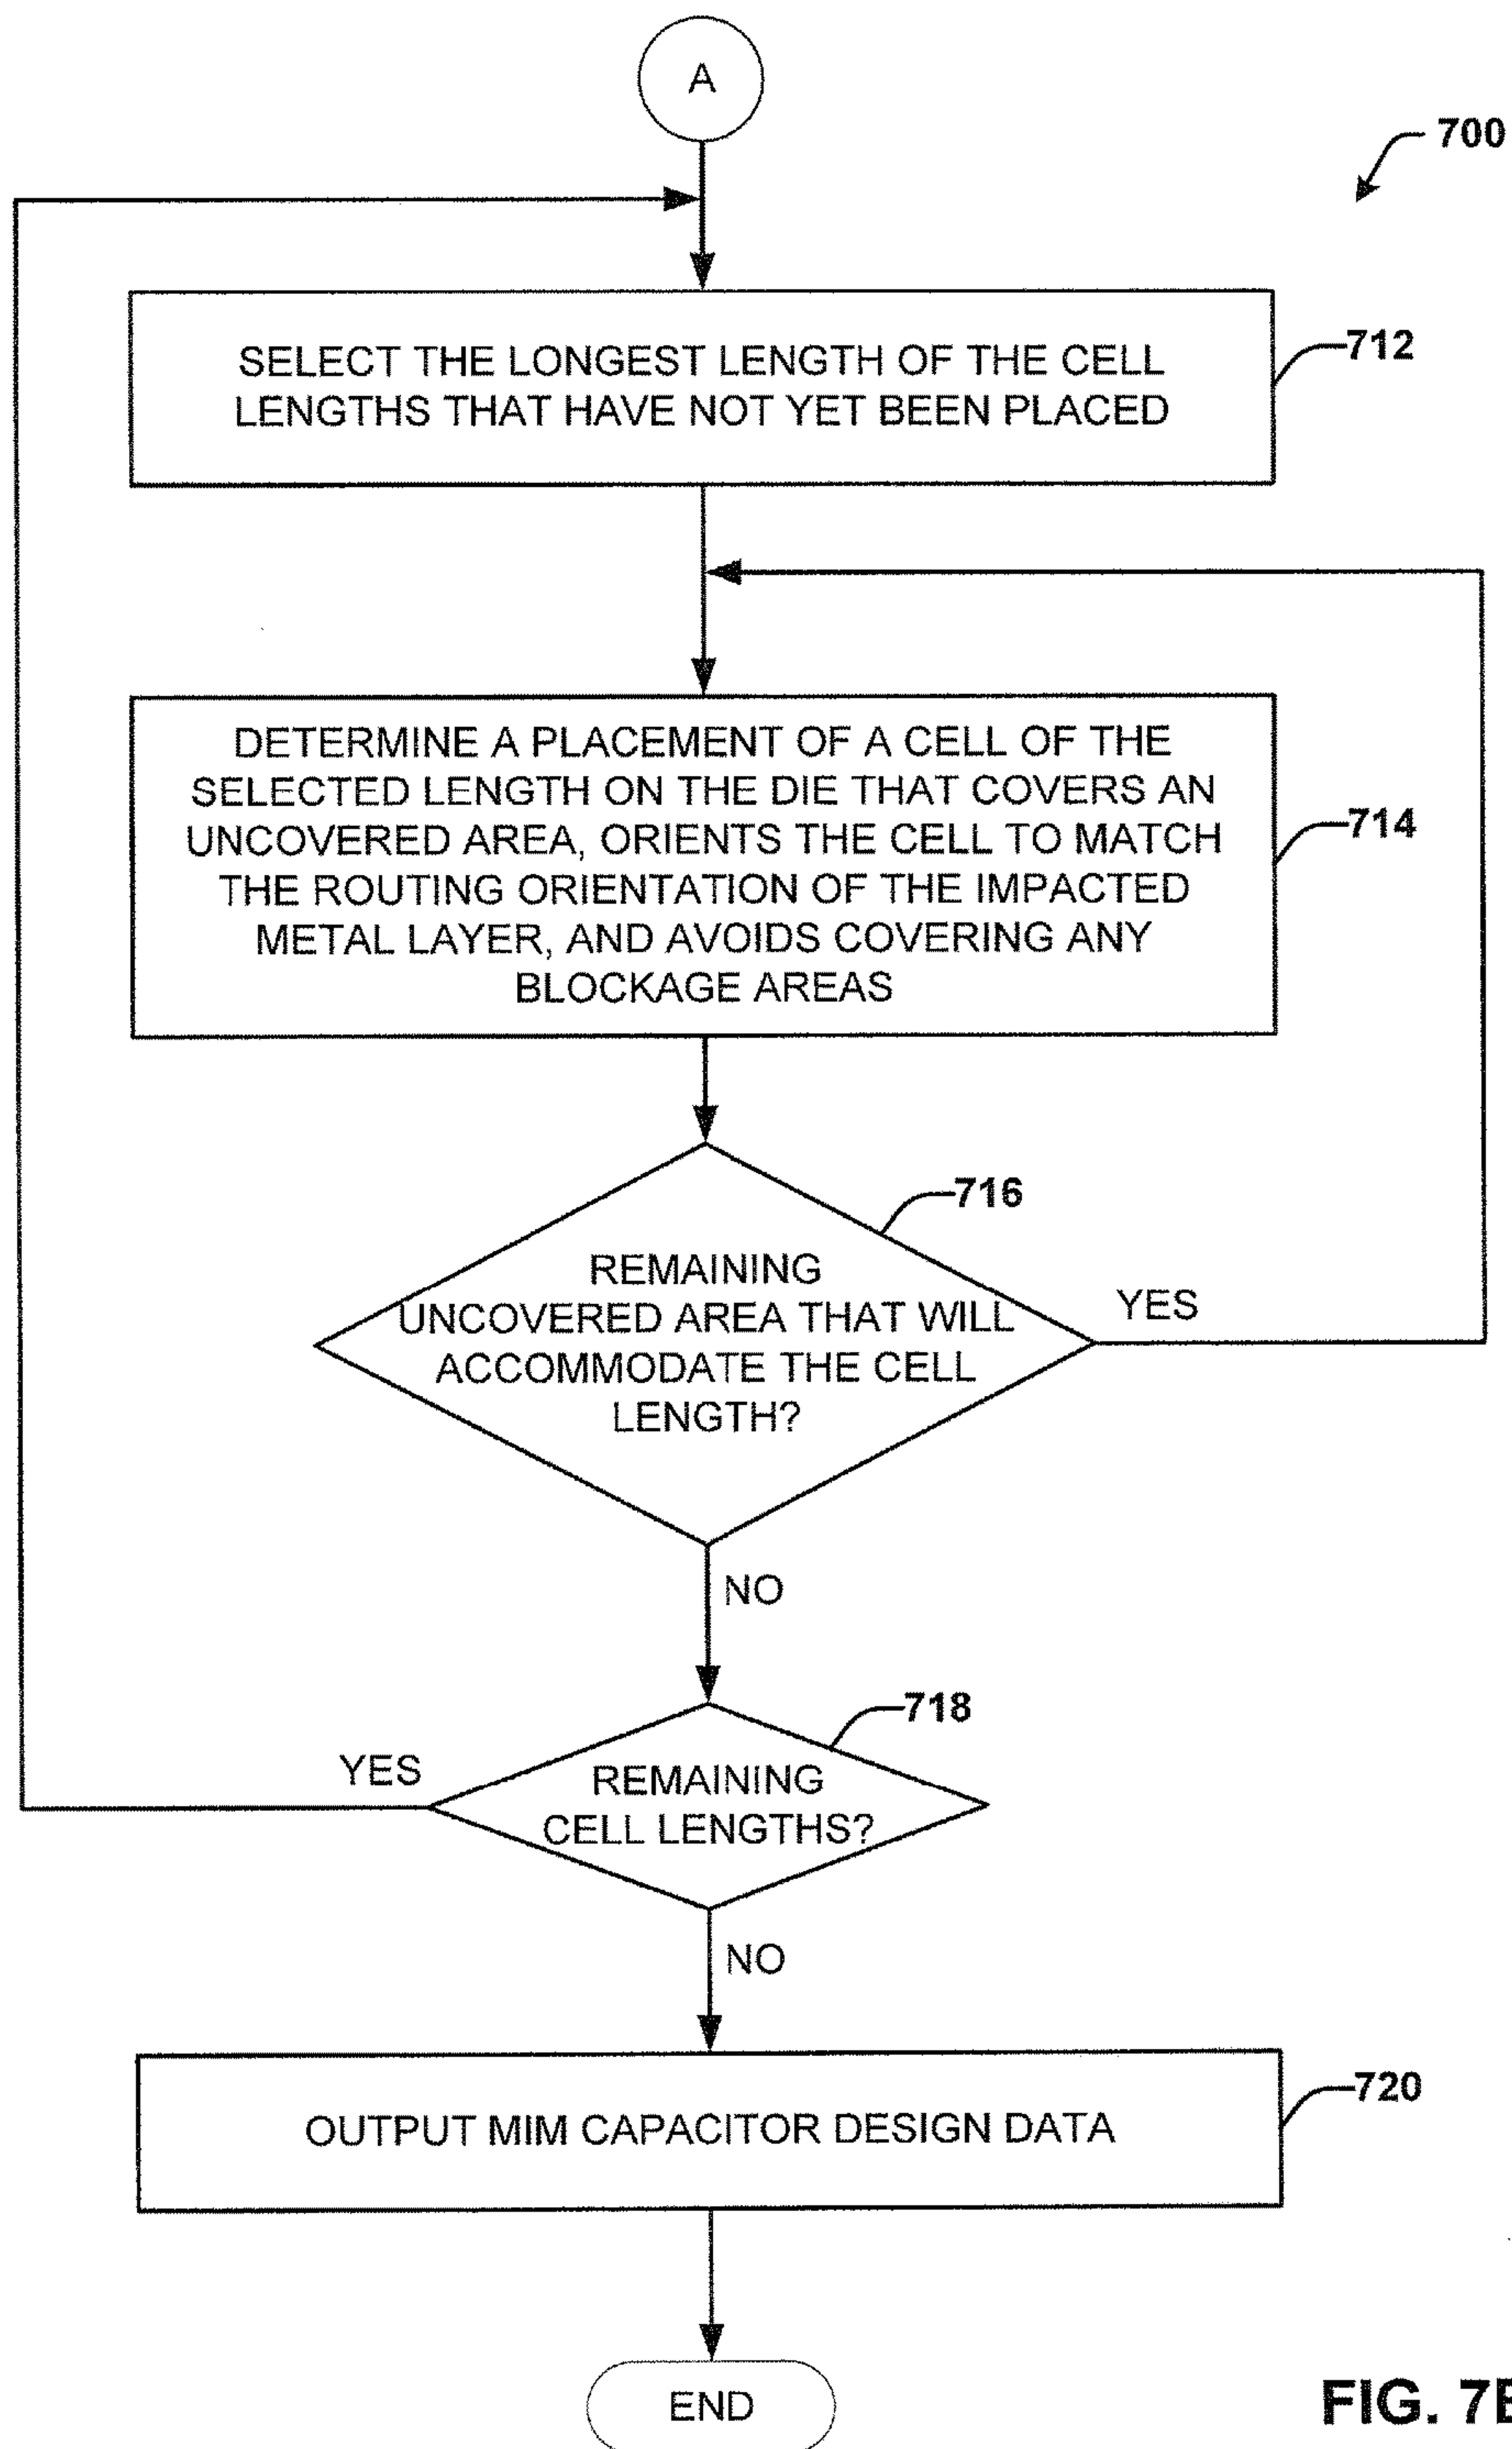 A
700
SELECT THE LONGEST LENGTH OF THE CELL
LENGTHS THAT HAVE NOT YET BEEN PLACED
712
DETERMINE A PLACEMENT OF A CELL OF THE
SELECTED LENGTH ON THE DIE THAT COVERS AN
UNCOVERED AREA, ORIENTS THE CELL TO MATCH
THE ROUTING ORIENTATION OF THE IMPACTED
METAL LAYER, AND AVOIDS COVERING ANY
BLOCKAGE AREAS
714
716
REMAINING
UNCOVERED AREA THAT WILL
ACCOMMODATE THE CELL
LENGTH?
YES
NO
718
YES
REMAINING
CELL LENGTHS?
NO
OUTPUT MIM CAPACITOR DESIGN DATA
720
END
FIG. 7B